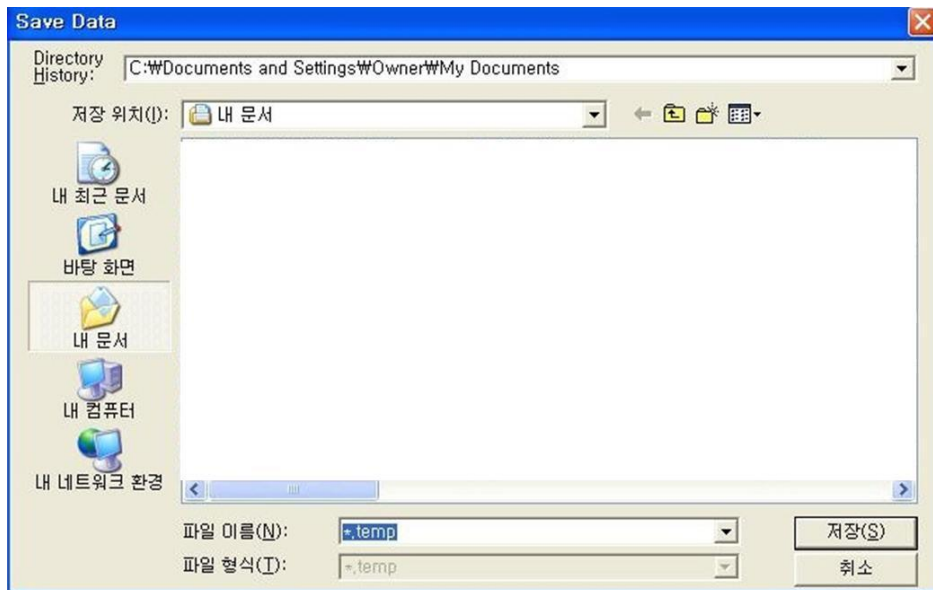 Save Data
Directory
History:
C:₩Documents and Settings₩Owner₩My Documents
저장 위치(I):
내 문서
내 최근 문서
바탕 화면
내 문서
내 컴퓨터
내 네트워크 환경
파일 이름(N):
*.temp
저장(S)
파일 형식(T):
*.temp
취소